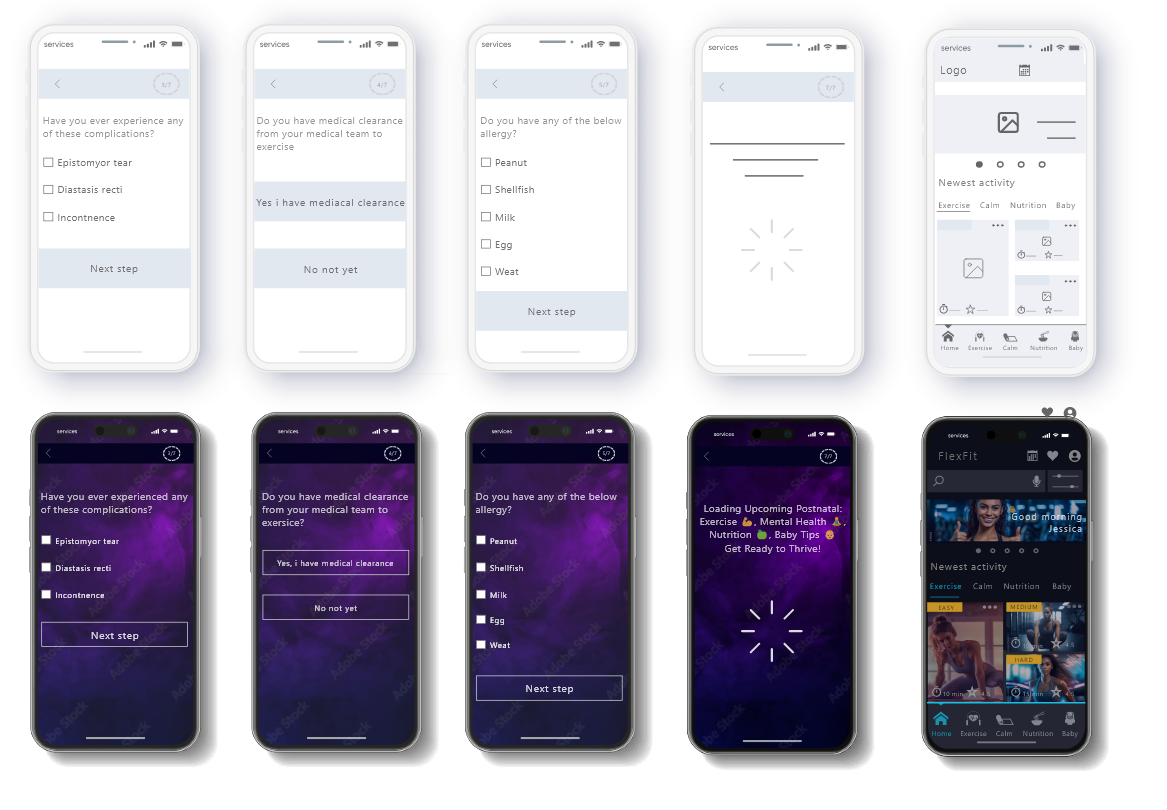 services
3/7
Have you ever experience any
of these complications?
Epistomyor tear
Diastasis recti
Incontnence
Next step
services
4/7
Do you have medical clearance
from your medical team to
exercise
Yes i have mediacal clearance
No not yet
services
5/7
Do you have any of the below
allergy?
Peanut
Shellfish
Milk
Egg
Weat
Next step
services
7/7
services
Logo
Newest activity
Exercise Calm Nutrition Baby
Home Exercise Calm Nutrition Baby
services
3/7
Have you ever experienced any
of these complications?
Epistomyor tear
Diastasis recti
Incontnence
Next step
services
4/7
Do you have medical clearance
from your medical team to
exersice?
Yes, i have medical clearance
No not yet
services
5/7
Do you have any of the below
allergy?
Peanut
Shellfish
Milk
Egg
Weat
Next step
services
7/7
Loading Upcoming Postnatal:
Exercise 💪, Mental Health 🧘,
Nutrition 🍏, Baby Tips 👶
Get Ready to Thrive!
services
FlexFit
Good morning
Jessica
Newest activity
Exercise Calm Nutrition Baby
EASY
MEDIUM
4.5
HARD
10 min
15 min
Home Exercise Calm Nutrition Baby
Adobe Stock